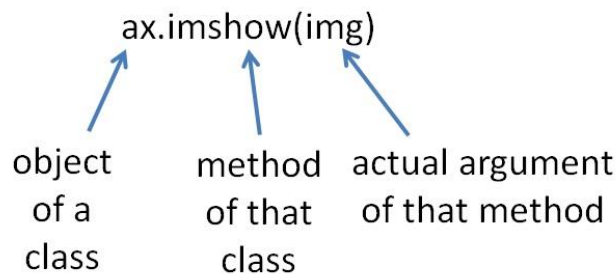 ax.imshow(img)
object
of a
class
method
of that
class
actual argument
of that method